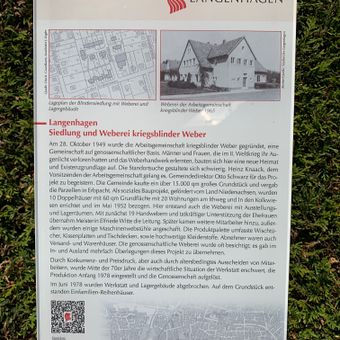 LANGENHAGEN
Lageplan der Blindensiedlung mit Weberei und
Lagergebäude
Weberei der Arbeitsgemeinschaft
kriegsblinder Weber 1965
Langenhagen
Siedlung und Weberei kriegsblinder Weber
Am 28. Oktober 1949 wurde die Arbeitsgemeinschaft kriegsblinder Weber gegründet, eine
Gemeinschaft auf genossenschaftlicher Basis. Männer und Frauen, die im II. Weltkrieg ihr Au-
genlicht verloren hatten und das Weberhandwerk erlernten, bauten sich hier eine neue Heimat
und Existenzgrundlage auf. Die Standortsuche gestaltete sich schwierig. Heinz Knack, dem
Vorsitzenden der Arbeitsgemeinschaft gelang es, Gemeindedirektor Otto Schwarz für das Pro-
jekt zu begeistern. Die Gemeinde kaufte ein über 15.000 qm großes Grundstück und vergab
die Parzellen in Erbpacht. Als soziales Bauprojekt, gefördert vom Land Niedersachsen, wurden
10 Doppelhäuser mit 60 qm Grundfläche mit 20 Wohnungen am Ilweg und In den Kolkwie-
sen errichtet und im Mai 1952 bezogen. Hier entstand auch die Weberei mit Ausstellungs-
und Lagerräumen. Mit zunächst 19 Handwebern und tatkräftiger Unterstützung der Ehefrauen
übernahm Meisterin Elfriede Witte die Leitung. Später kamen weitere Mitarbeiter hinzu, außer-
dem wurden einige Maschinenwebstühle angeschafft. Die Produktpalette umfasste Wischtü-
cher, Kissenplatten und Tischdecken, sowie hochwertige Kleiderstoffe. Abnehmer waren auch
Versand- und Warenhäuser. Die genossenschaftliche Weberei wurde oft besichtigt; es gab im
In- und Ausland mehrfach Überlegungen dieses Projekt zu übernehmen.
Durch Konkurrenz- und Preisdruck, aber auch durch altersbedingtes Ausscheiden von Mitar-
beitern, wurde Mitte der 70er Jahre die wirtschaftliche Situation der Werkstatt erschwert, die
Produktion Anfang 1978 eingestellt und die Genossenschaft aufgelöst.
Im Juni 1978 wurden Werkstatt und Lagergebäude abgebrochen. Auf dem Grundstück ent-
standen Einfamilien-Reihenhäuser.